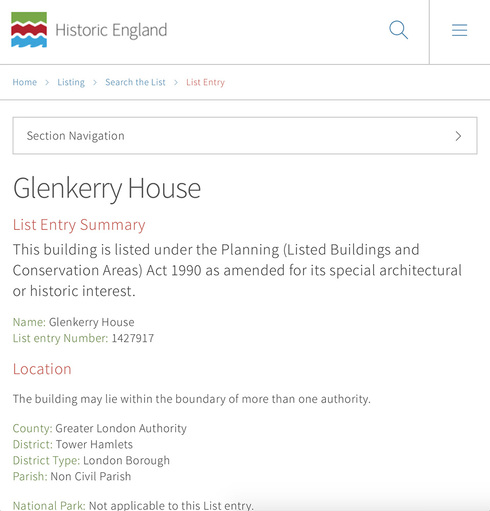 Historic England
Home > Listing > Search the List > List Entry
Section Navigation
Glenkerry House
List Entry Summary
This building is listed under the Planning (Listed Buildings and
Conservation Areas) Act 1990 as amended for its special architectural
or historic interest.
Name: Glenkerry House
List entry Number: 1427917
Location
The building may lie within the boundary of more than one authority.
County: Greater London Authority
District: Tower Hamlets
District Type: London Borough
Parish: Non Civil Parish
National Park: Not applicable to this List entry.